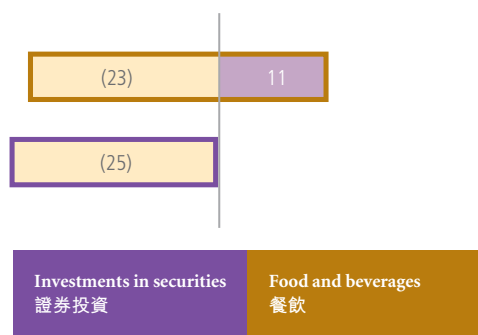 (23) 11
(25)
Investments in securities
證券投資
Food and beverages
餐飲